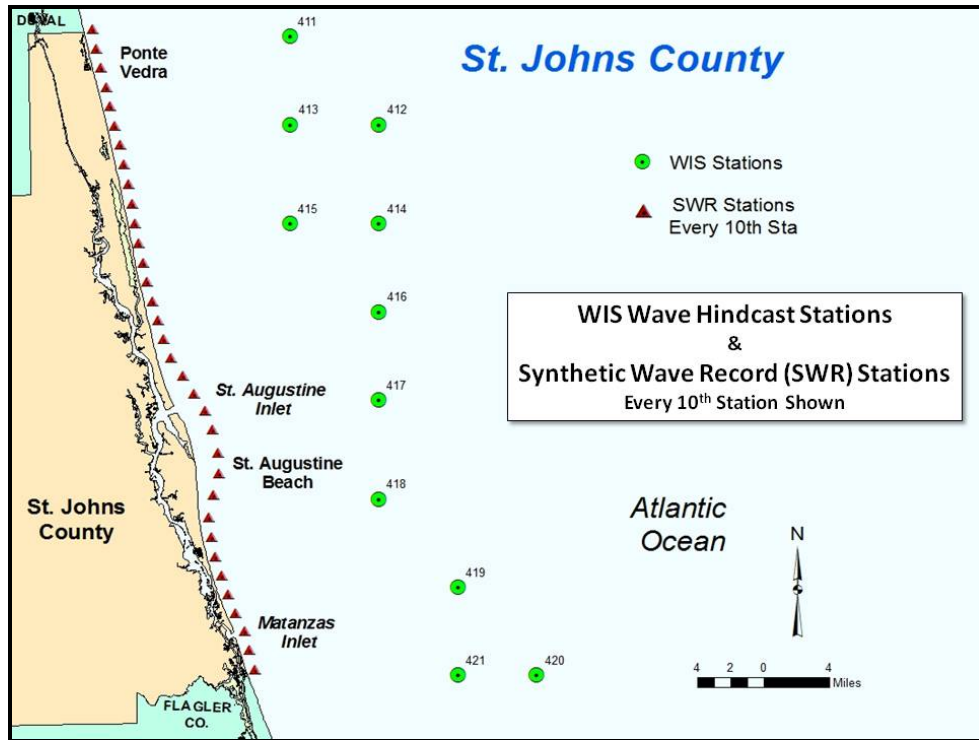 DUVAL
411
St. Johns County
Ponte
Vedra
413
412
WIS Stations
415
414
SWR Stations
Every 10th Sta
416
WIS Wave Hindcast Stations
&
Synthetic Wave Record (SWR) Stations
Every 10th Station Shown
St. Augustine
Inlet
417
St. Augustine
Beach
418
St. Johns
County
Atlantic
Ocean
N
419
Matanzas
Inlet
421
420
4 2 0 4
Miles
FLAGLER
CO.